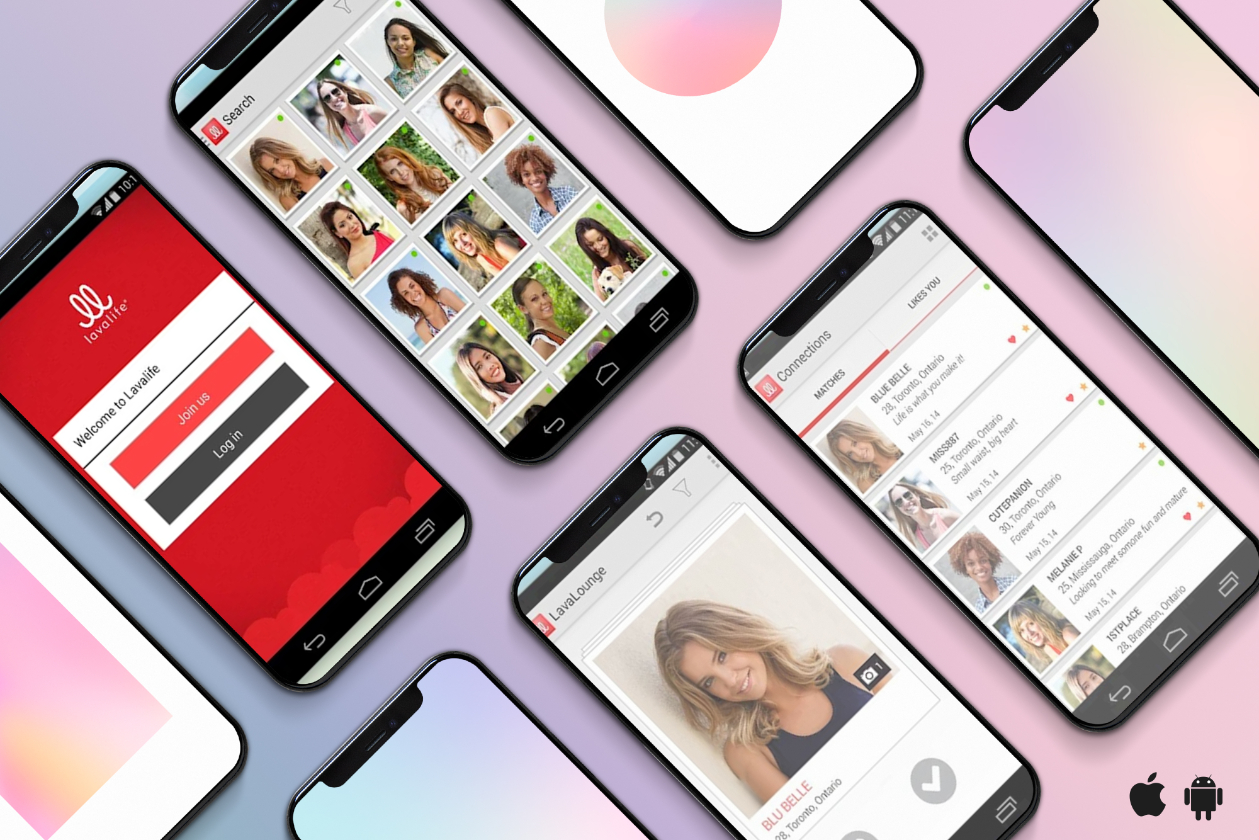 Search
10:1
lavalife
Welcome to Lavalife
Join us
Log in
11:
Connections
MATCHES
LIKES YOU
BLUE BELLE
28, Toronto, Ontario
Life is what you make it!
May 16, 14
MISS887
25, Toronto, Ontario
Small waist, big heart
May 15, 14
CUTEPANION
30, Toronto, Ontario
Forever Young
May 15, 14
MELANIE P
25, Mississauga, Ontario
Looking to meet somone fun and mature
May 15, 14
1STPLACE
28, Brampton, Ontario
11:
LavaLounge
1
BLU BELLE
28, Toronto, Ontario